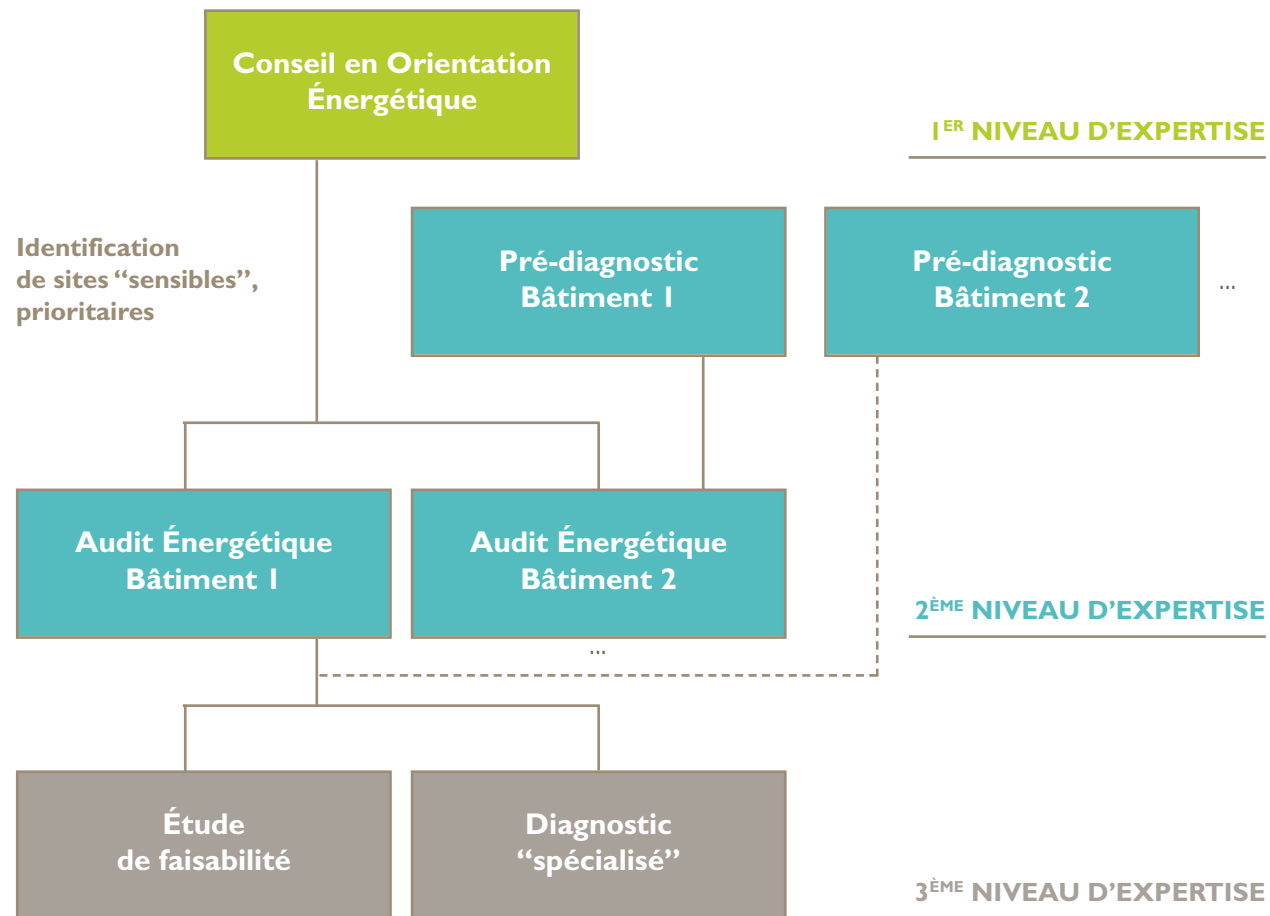 Conseil en Orientation
Énergétique
1ER NIVEAU D’EXPERTISE
Identification
de sites “sensibles”,
prioritaires
Pré-diagnostic
Bâtiment 1
Pré-diagnostic
Bâtiment 2
...
Audit Énergétique
Bâtiment 1
Audit Énergétique
Bâtiment 2
...
2ÈME NIVEAU D’EXPERTISE
Étude
de faisabilité
Diagnostic
“spécialisé”
3ÈME NIVEAU D’EXPERTISE